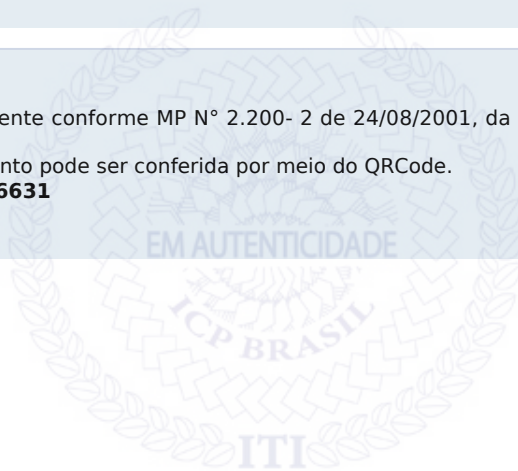 ente conforme MP N° 2.200- 2 de 24/08/2001, da
nto pode ser conferida por meio do QRCode.
6631
EM AUTENTICIDADE
ICP BRASIL
ITI